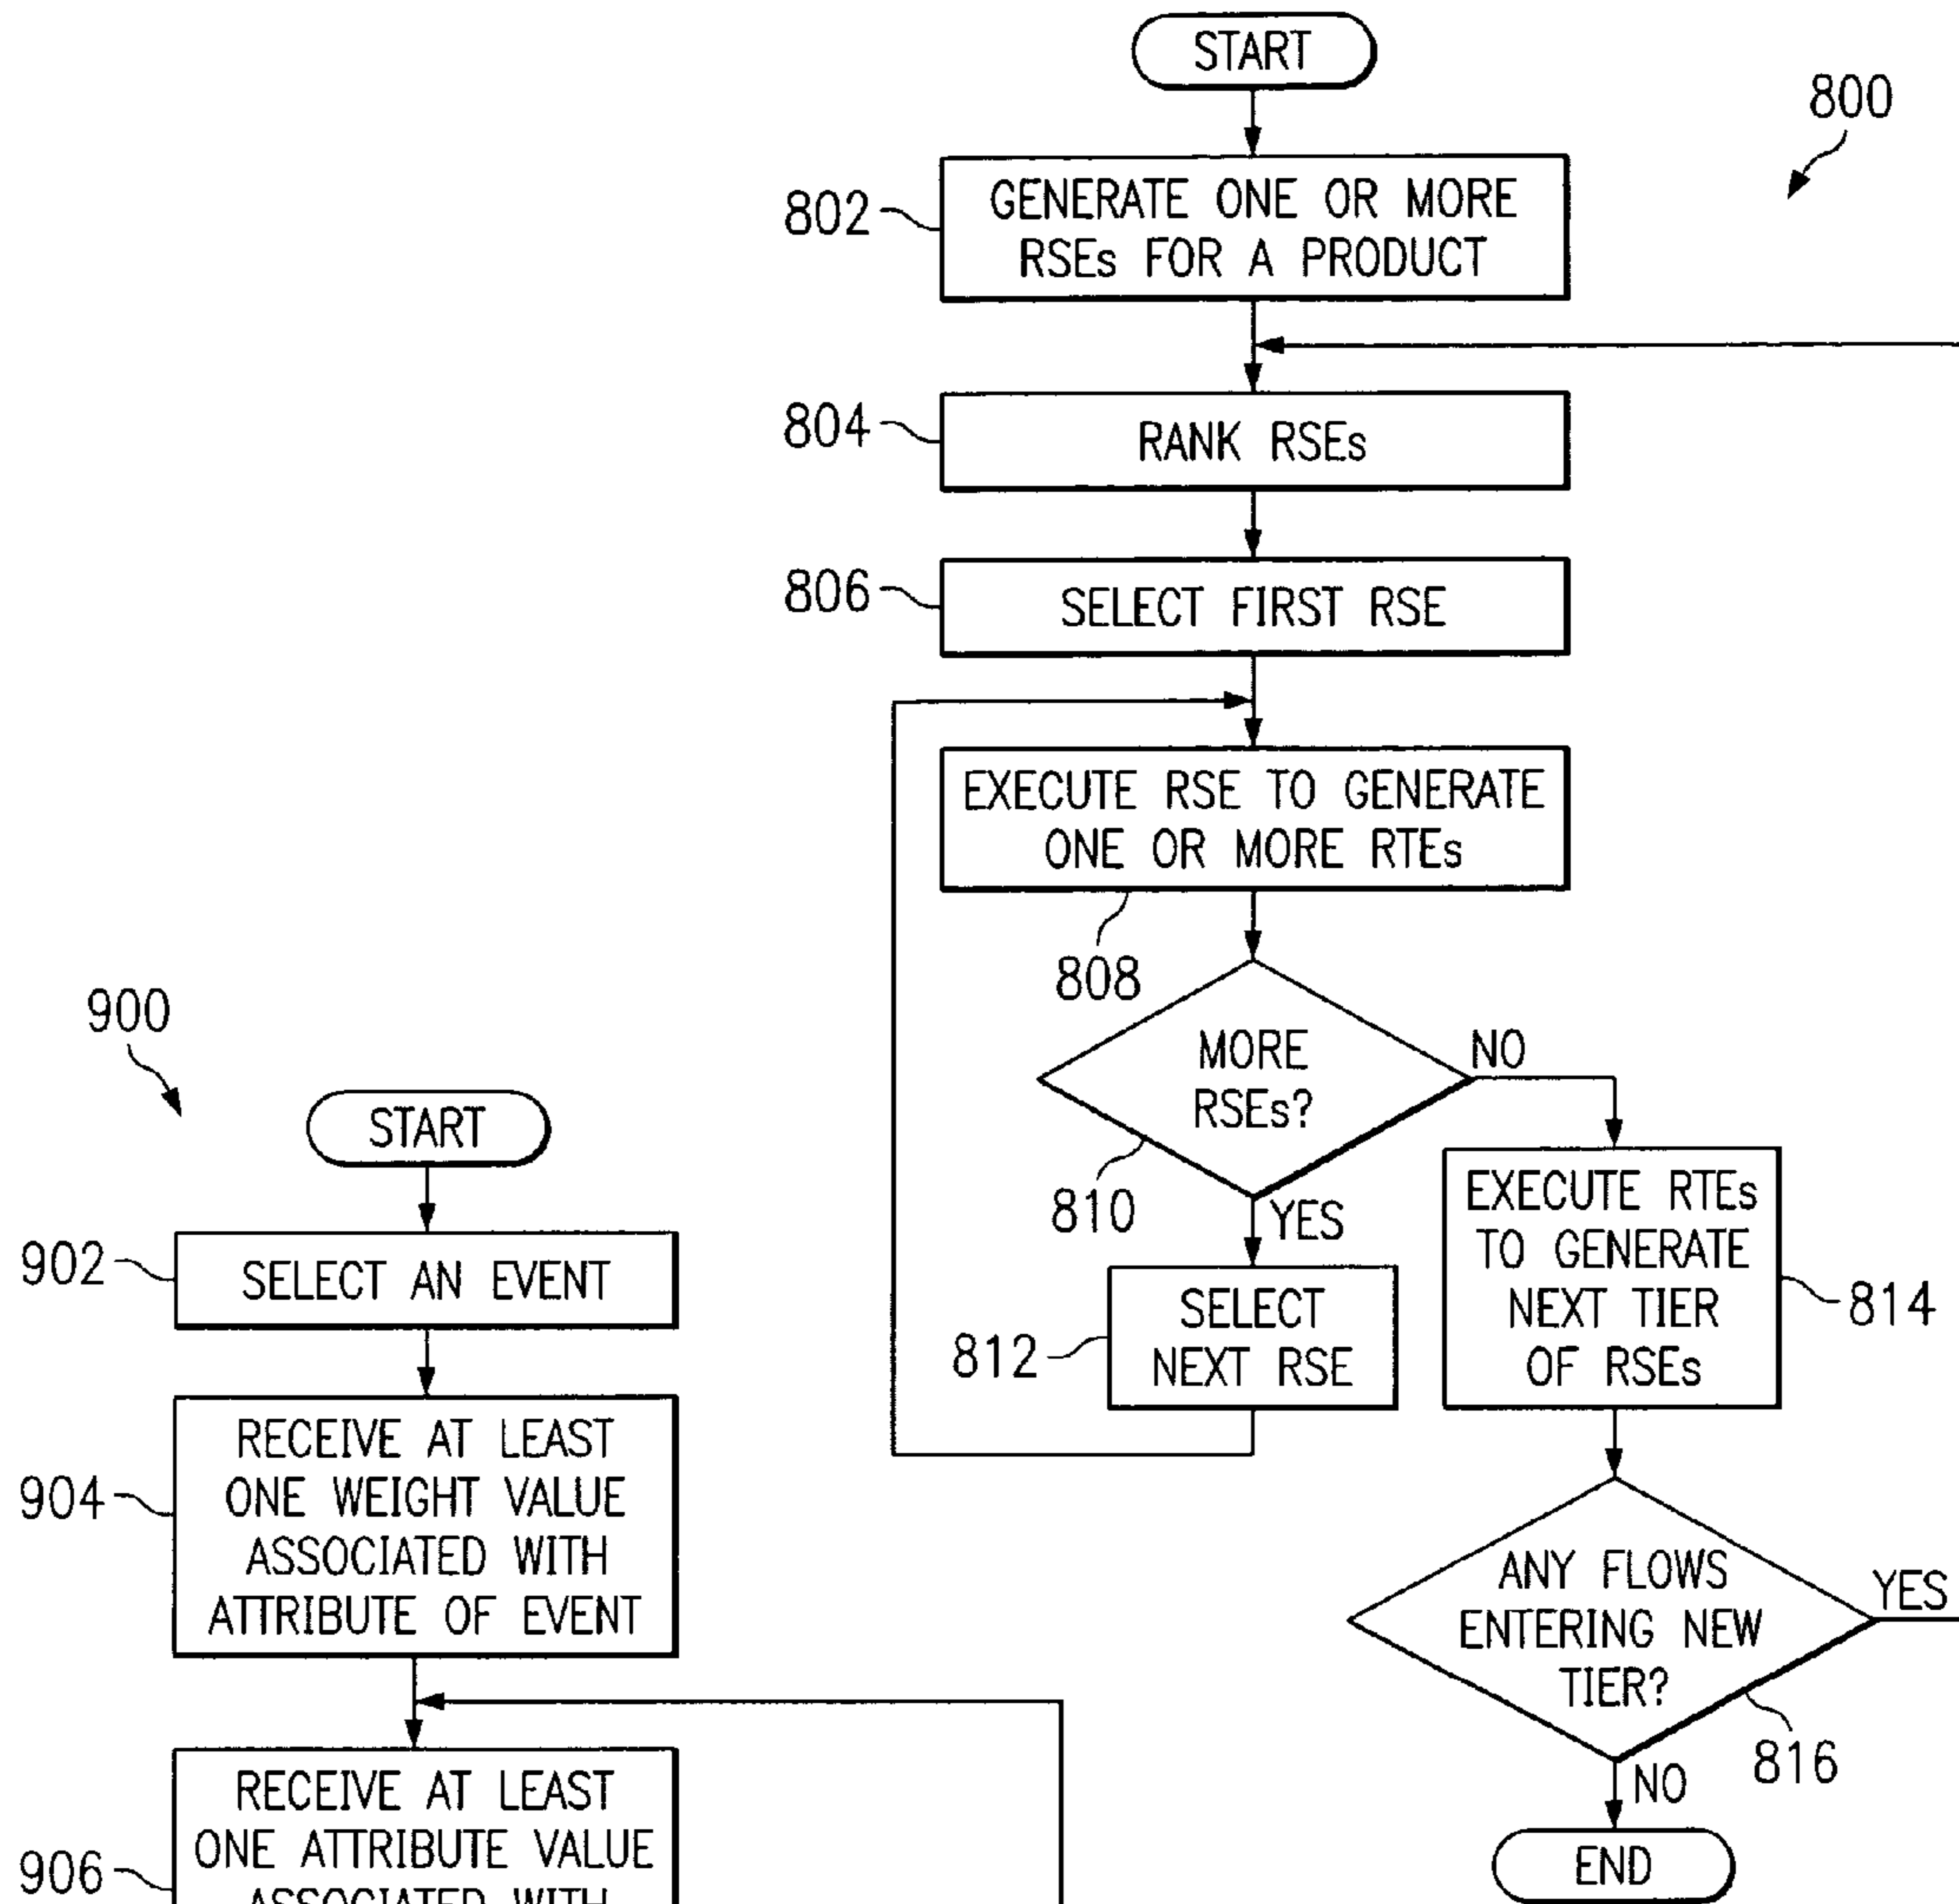 START
800
802
GENERATE ONE OR MORE
RSEs FOR A PRODUCT
804
RANK RSEs
806
SELECT FIRST RSE
EXECUTE RSE TO GENERATE
ONE OR MORE RTEs
808
MORE
RSEs?
NO
810
YES
812
SELECT
NEXT RSE
EXECUTE RTEs
TO GENERATE
NEXT TIER
OF RSEs
814
ANY FLOWS
ENTERING NEW
TIER?
YES
816
NO
END
900
START
902
SELECT AN EVENT
904
RECEIVE AT LEAST
ONE WEIGHT VALUE
ASSOCIATED WITH
ATTRIBUTE OF EVENT
906
RECEIVE AT LEAST
ONE ATTRIBUTE VALUE
ASSOCIATED WITH